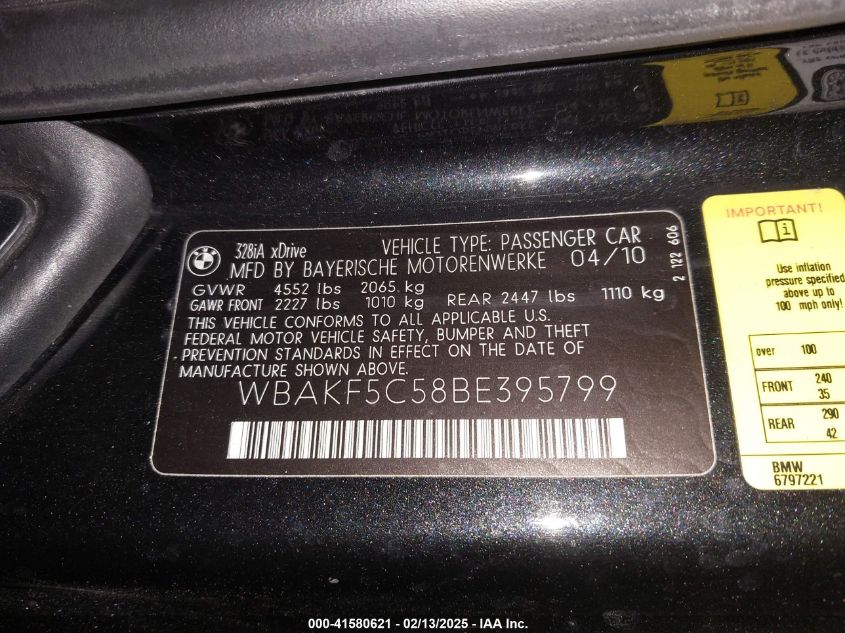 BMW 328iA xDrive VEHICLE TYPE: PASSENGER CAR
MFD BY BAYERISCHE MOTORENWERKE 04/10
GVWR 4552 lbs 2065 kg
GAWR FRONT 2227 lbs 1010 kg REAR 2447 lbs 1110 kg
THIS VEHICLE CONFORMS TO ALL APPLICABLE U.S.
FEDERAL MOTOR VEHICLE SAFETY, BUMPER AND THEFT
PREVENTION STANDARDS IN EFFECT ON THE DATE OF
MANUFACTURE SHOWN ABOVE.
WBAKF5C58BE395799
2 122 606
IMPORTANT!
Use inflation
pressure specified
above up to
100 mph only!
over 100
FRONT 240
35
REAR 290
42
BMW
6797221
000-41580621 - 02/13/2025 - IAA Inc.